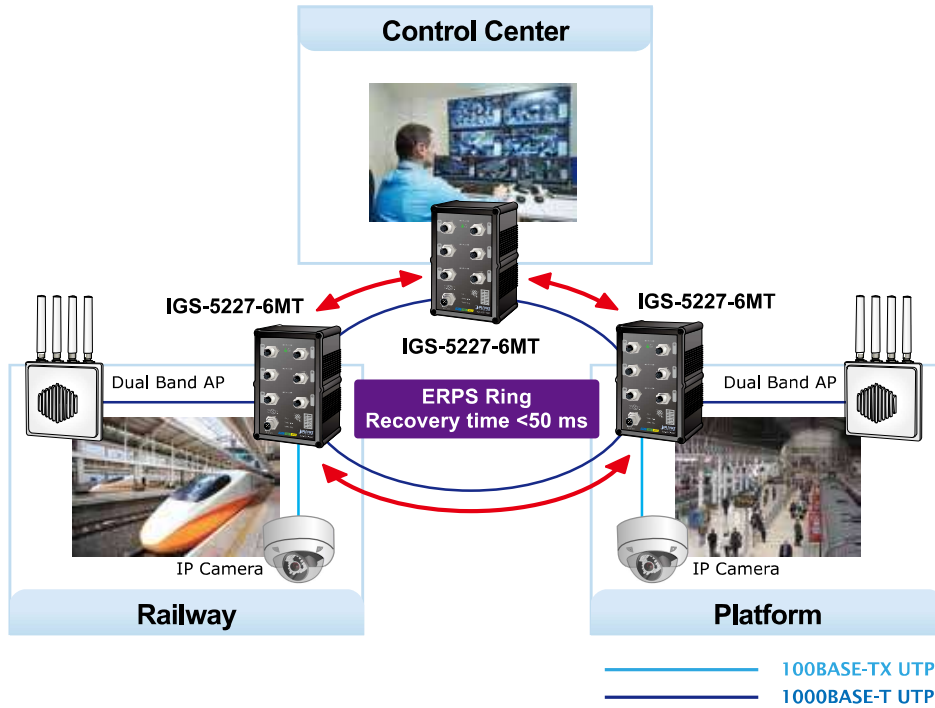 Control Center
IGS-5227-6MT
IGS-5227-6MT
IGS-5227-6MT
Dual Band AP
Dual Band AP
ERPS Ring
Recovery time <50 ms
IP Camera
IP Camera
Railway
Platform
100BASE-TX UTP
1000BASE-T UTP